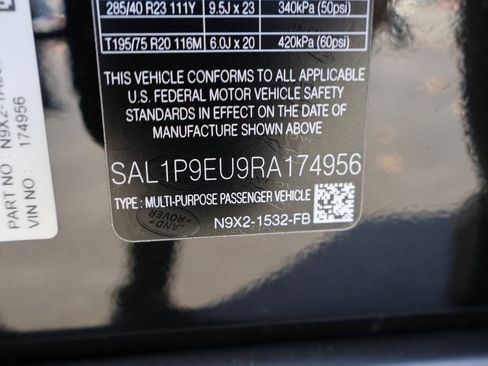 285/40 R23 111Y 9.5J x 23 340kPa (50psi)
T195/75 R20 116M 6.0J x 20 420kPa (60psi)
THIS VEHICLE CONFORMS TO ALL APPLICABLE
U.S. FEDERAL MOTOR VEHICLE SAFETY
STANDARDS IN EFFECT ON THE DATE OF
MANUFACTURE SHOWN ABOVE
SAL1P9EU9RA174956
TYPE : MULTI-PURPOSE PASSENGER VEHICLE
LAND
ROVER
N9X2-1532-FB
PART NO :
VIN NO : 174956